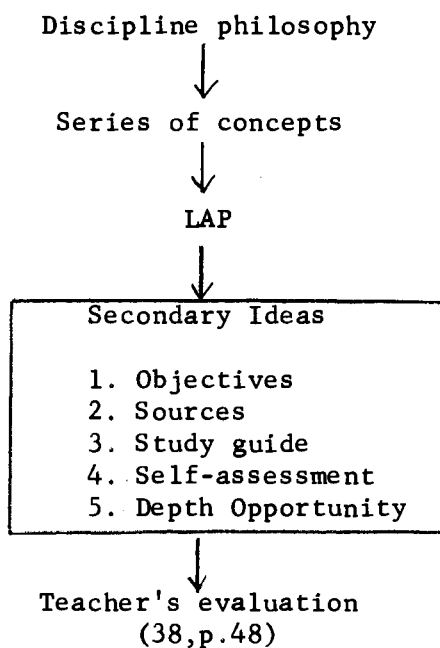 Discipline philosophy
Series of concepts
LAP
Secondary Ideas
1. Objectives
2. Sources
3. Study guide
4. Self-assessment
5. Depth Opportunity
Teacher's evaluation
(38,p.48)